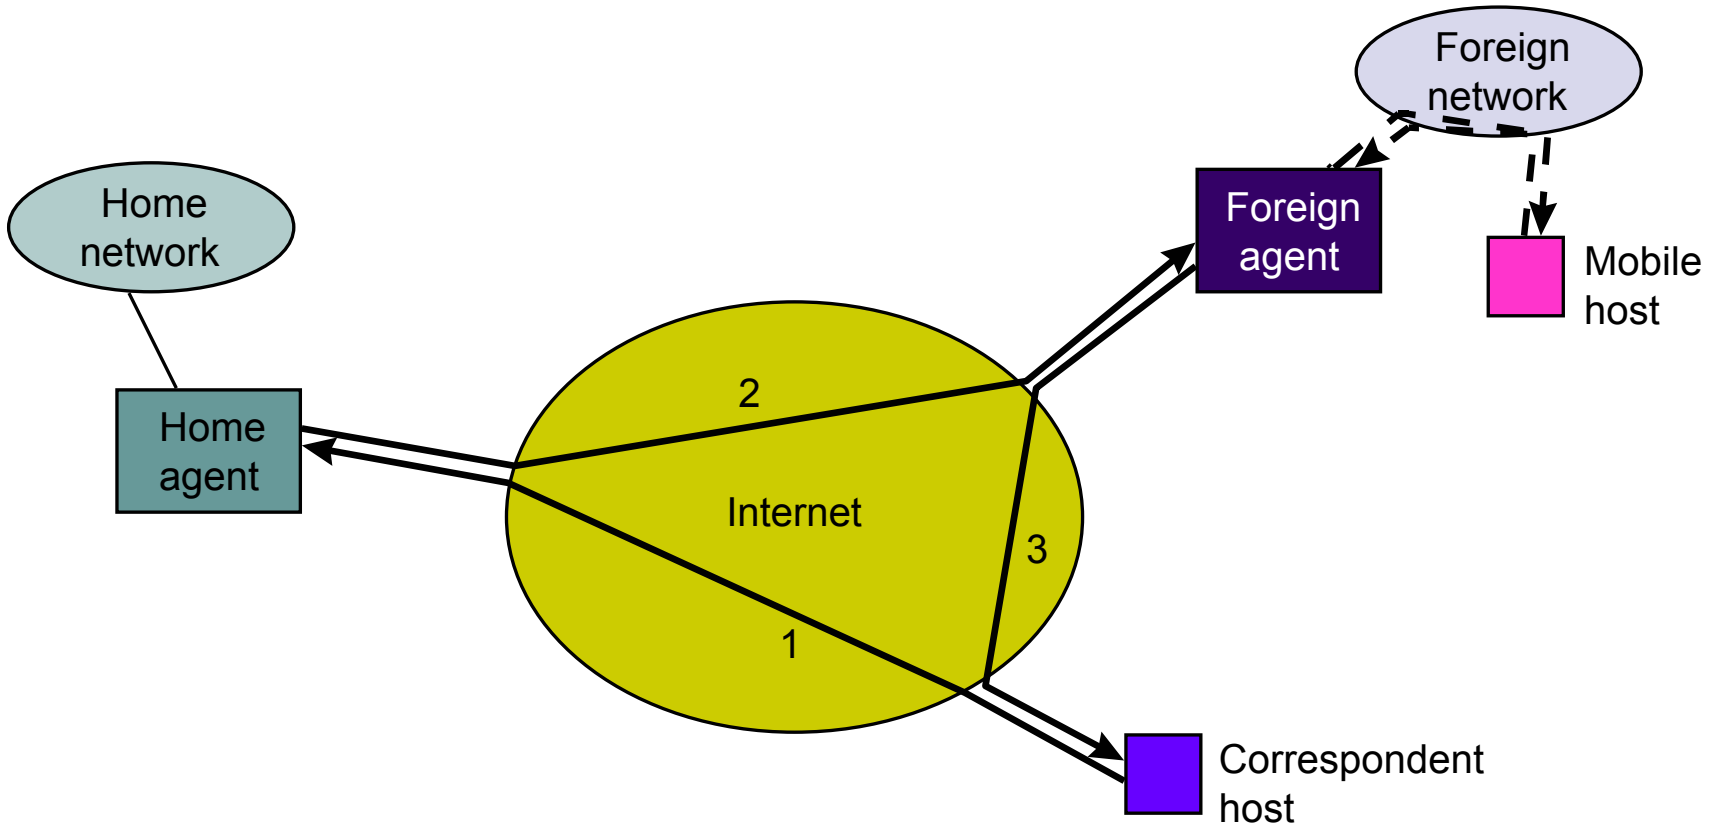 Foreign
network
Home
network
Foreign
agent
Mobile
host
Home
agent
2
Internet
3
1
Correspondent
host